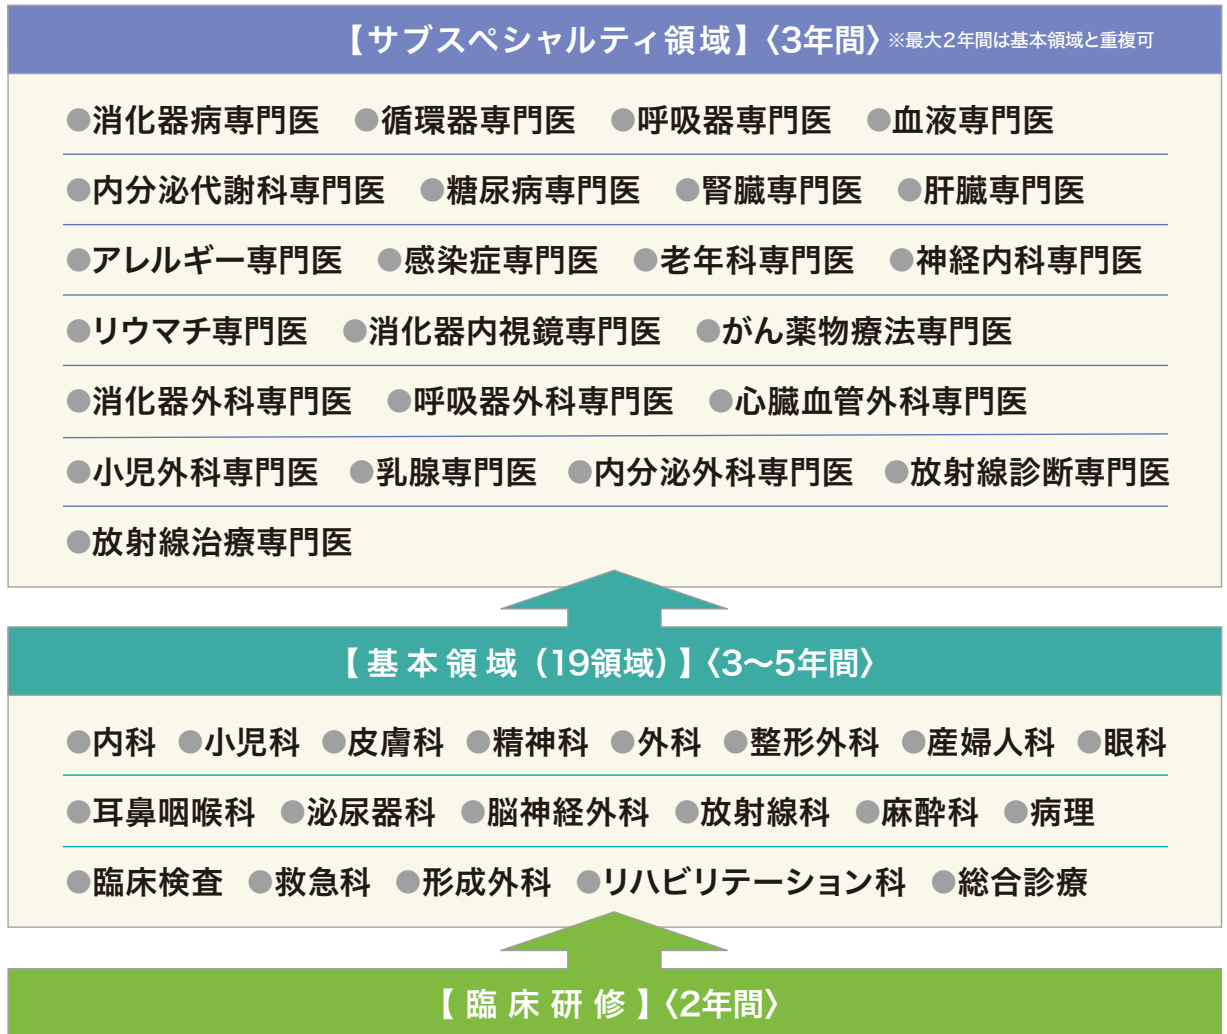 【サブスペシャルティ領域】〈3年間〉※最大2年間は基本領域と重複可
●消化器病専門医 ●循環器専門医 ●呼吸器専門医 ●血液専門医
●内分泌代謝科専門医 ●糖尿病専門医 ●腎臓専門医 ●肝臓専門医
●アレルギー専門医 ●感染症専門医 ●老年科専門医 ●神経内科専門医
●リウマチ専門医 ●消化器内視鏡専門医 ●がん薬物療法専門医
●消化器外科専門医 ●呼吸器外科専門医 ●心臓血管外科専門医
●小児外科専門医 ●乳腺専門医 ●内分泌外科専門医 ●放射線診断専門医
●放射線治療専門医
【基本領域（19領域）】〈3〜5年間〉
●内科 ●小児科 ●皮膚科 ●精神科 ●外科 ●整形外科 ●産婦人科 ●眼科
●耳鼻咽喉科 ●泌尿器科 ●脳神経外科 ●放射線科 ●麻酔科 ●病理
●臨床検査 ●救急科 ●形成外科 ●リハビリテーション科 ●総合診療
【臨床研修】〈2年間〉